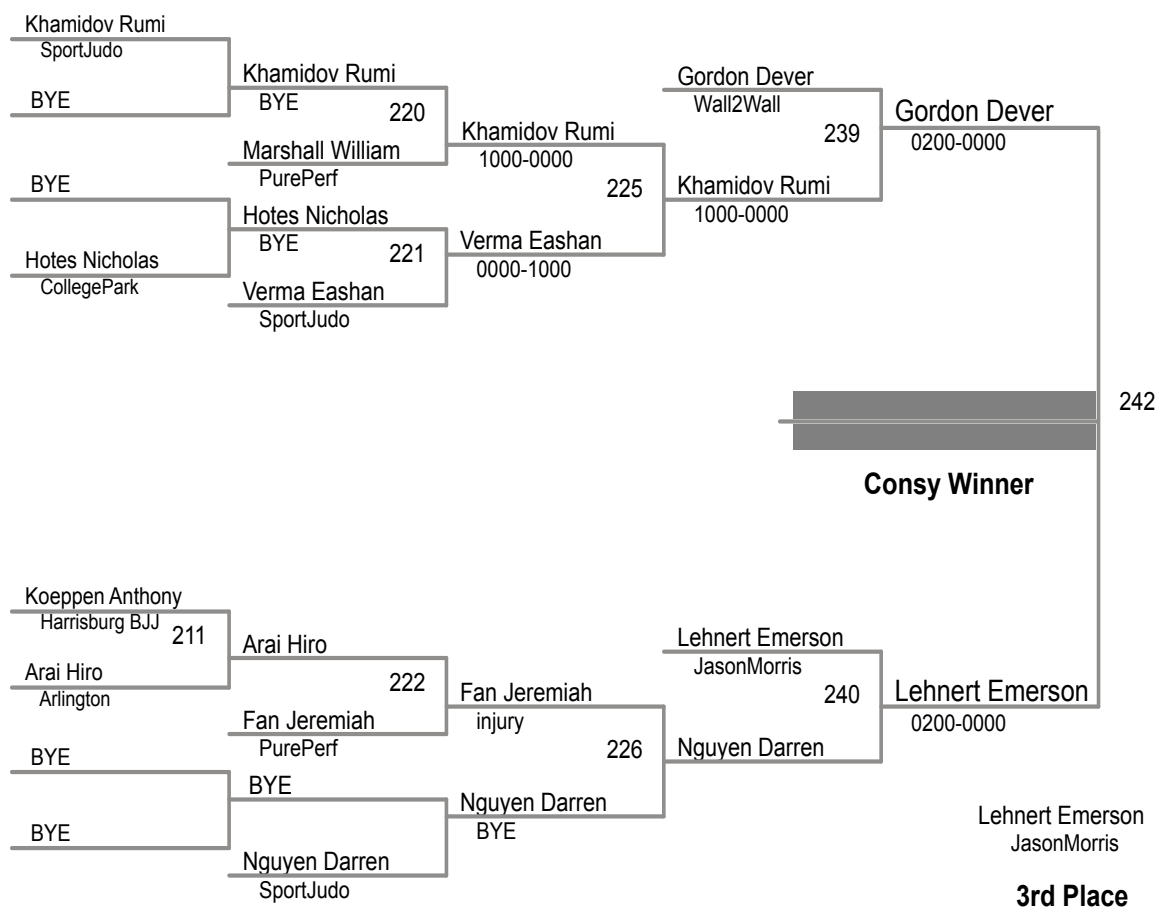 Khamidov Rumi
SportJudo
BYE
Khamidov Rumi
BYE
220
Marshall William
PurePerf
BYE
Hotes Nicholas
CollegePark
Hotes Nicholas
BYE
221
Verma Eashan
SportJudo
Khamidov Rumi
1000-0000
225
Verma Eashan
0000-1000
Gordon Dever
Wall2Wall
239
Khamidov Rumi
1000-0000
Gordon Dever
0200-0000
242
Consy Winner
Koeppen Anthony
Harrisburg BJJ
211
Arai Hiro
Arlington
Arai Hiro
222
Fan Jeremiah
PurePerf
BYE
BYE
BYE
Nguyen Darren
SportJudo
Fan Jeremiah
injury
226
Nguyen Darren
BYE
Lehnert Emerson
JasonMorris
240
Nguyen Darren
Lehnert Emerson
0200-0000
Lehnert Emerson
JasonMorris
3rd Place